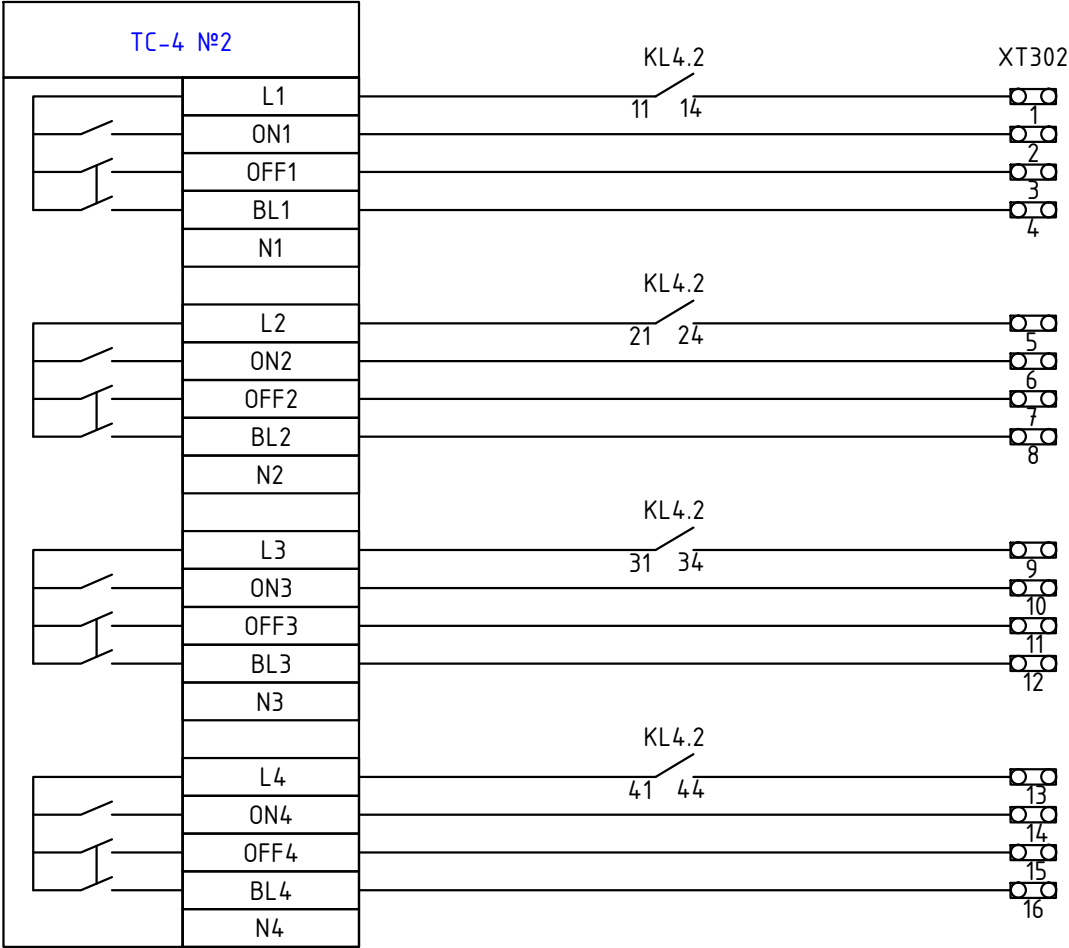 TC-4 №2
KL4.2
XT302
L1
11 14
1
ON1
2
OFF1
3
BL1
4
N1
KL4.2
L2
21 24
5
ON2
6
OFF2
7
BL2
8
N2
KL4.2
L3
31 34
9
ON3
10
OFF3
11
BL3
12
N3
KL4.2
L4
41 44
13
ON4
14
OFF4
15
BL4
16
N4